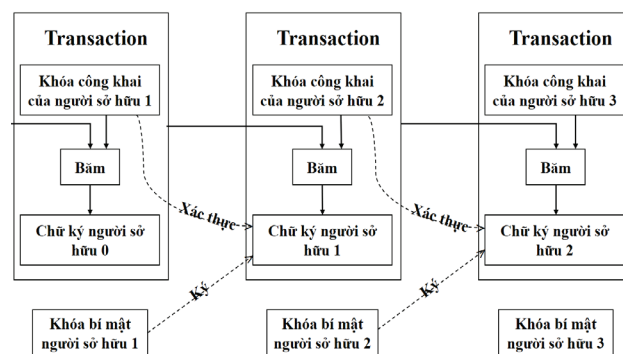 Transaction
Khóa công khai
của người sở hữu 1
Băm
Chữ ký người sở
hữu 0
Transaction
Khóa công khai
của người sở hữu 2
Băm
Chữ ký người sở
hữu 1
Transaction
Khóa công khai
của người sở hữu 3
Băm
Chữ ký người sở
hữu 2
Xác thực
Xác thực
Ký
Ký
Khóa bí mật
người sở hữu 1
Khóa bí mật
người sở hữu 2
Khóa bí mật
người sở hữu 3